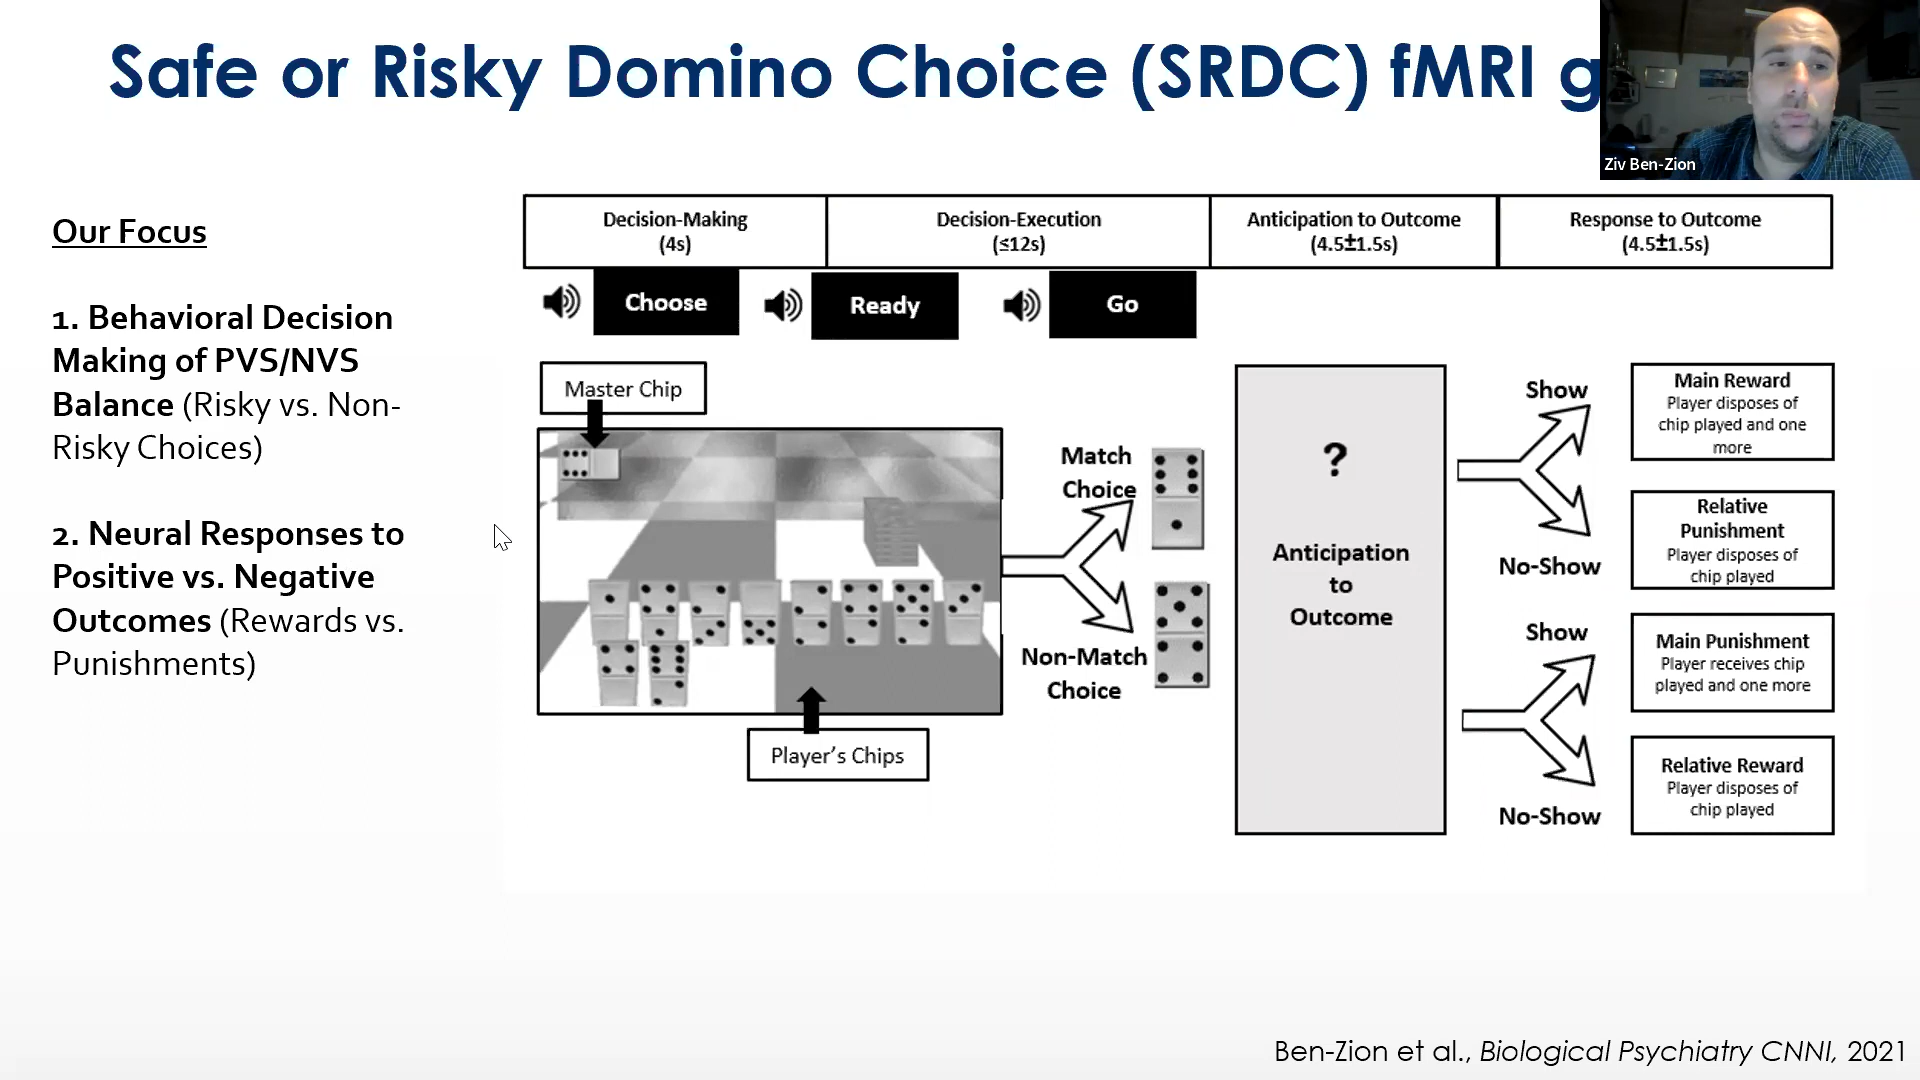 Safe or Risky Domino Choice (SRDC) fMRI g
Ziv Ben-Zion
Our Focus
1. Behavioral Decision
Making of PVS/NVS
Balance (Risky vs. Non-
Risky Choices)
2. Neural Responses to
Positive vs. Negative
Outcomes (Rewards vs.
Punishments)
Decision-Making
(4s)
Decision-Execution
(≤12s)
Anticipation to Outcome
(4.5±1.5s)
Response to Outcome
(4.5±1.5s)
Choose
Ready
Go
Master Chip
Player's Chips
Match
Choice
Non-Match
Choice
?
Anticipation
to
Outcome
Show
No-Show
Main Reward
Player disposes of
chip played and one
more
Relative
Punishment
Player disposes of
chip played
Show
No-Show
Main Punishment
Player receives chip
played and one more
Relative Reward
Player disposes of
chip played
Ben-Zion et al., Biological Psychiatry CNNI, 2021